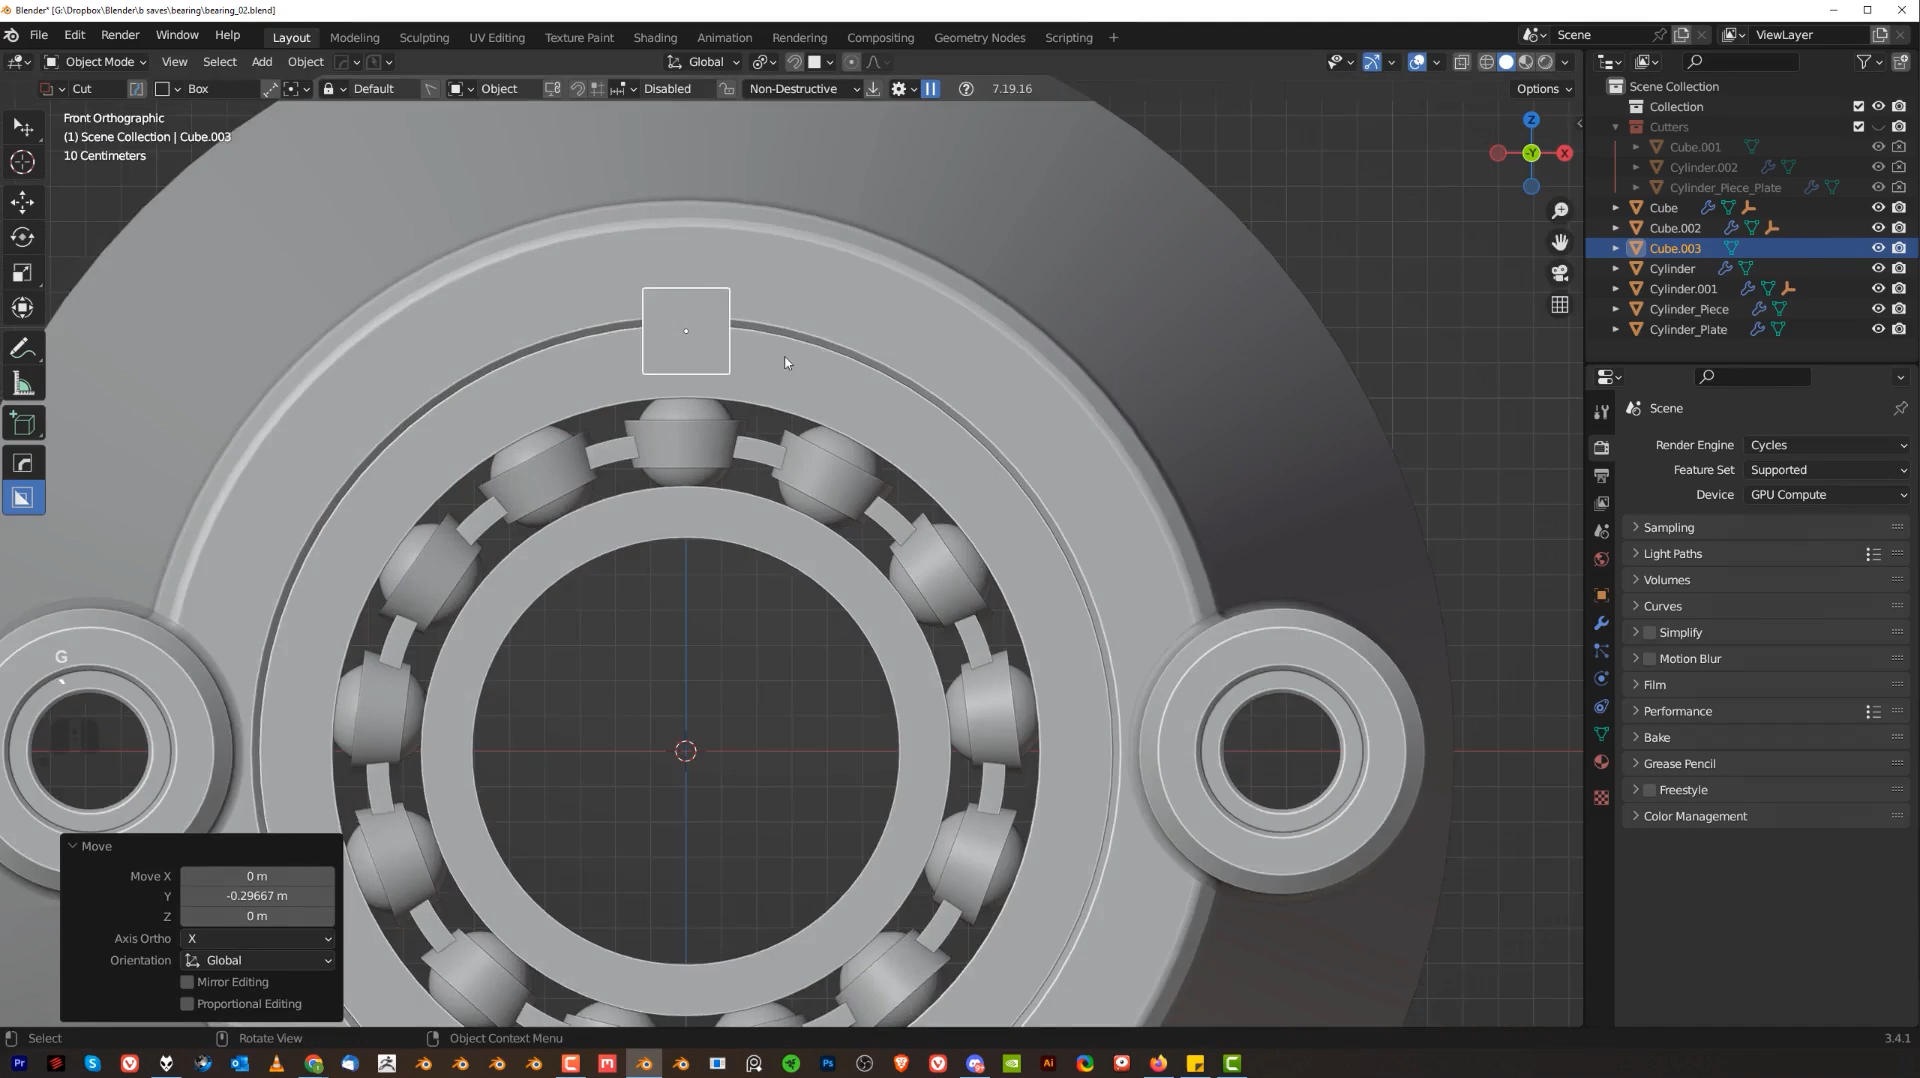 Blender* [G:\Dropbox\Blender\b saves\bearing\bearing_02.blend]
File Edit Render Window Help Layout Modeling Sculpting UV Editing Texture Paint Shading Animation Rendering Compositing Geometry Nodes Scripting + Scene ViewLayer
Object Mode View Select Add Object Global
Cut Box Default Object Disabled Non-Destructive 7.19.16 Options
Front Orthographic
(1) Scene Collection | Cube.003
10 Centimeters
Z
-Y
X
Scene Collection
Collection
Cutters
Cube.001
Cylinder.002
Cylinder_Piece_Plate
Cube
Cube.002
Cube.003
Cylinder
Cylinder.001
Cylinder_Piece
Cylinder_Plate
Scene
Render Engine Cycles
Feature Set Supported
Device GPU Compute
Sampling
Light Paths
Volumes
Curves
Simplify
Motion Blur
Film
Performance
Bake
Grease Pencil
Freestyle
Color Management
G
Move
Move X 0 m
Y -0.29667 m
Z 0 m
Axis Ortho X
Orientation Global
Mirror Editing
Proportional Editing
Select Rotate View Object Context Menu 3.4.1
Pr S M Ps Ai